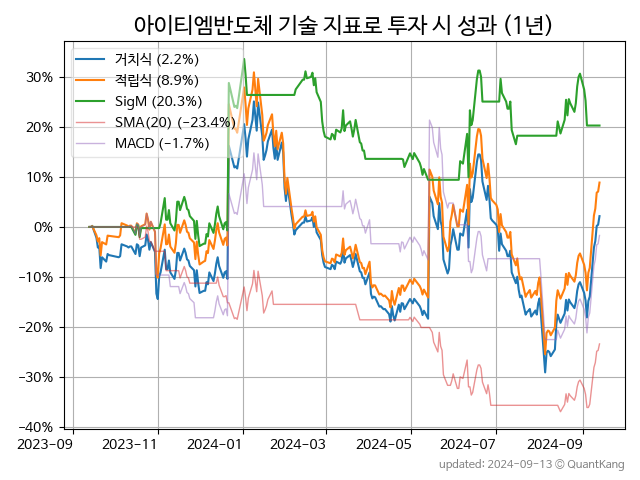 아이티엠반도체 기술 지표로 투자 시 성과 (1년)
거치식 (2.2%)
적립식 (8.9%)
SigM (20.3%)
SMA(20) (−23.4%)
MACD (−1.7%)
30%
20%
10%
0%
−10%
−20%
−30%
−40%
2023-09 2023-11 2024-01 2024-03 2024-05 2024-07 2024-09
updated: 2024-09-13 ⓒ QuantKang